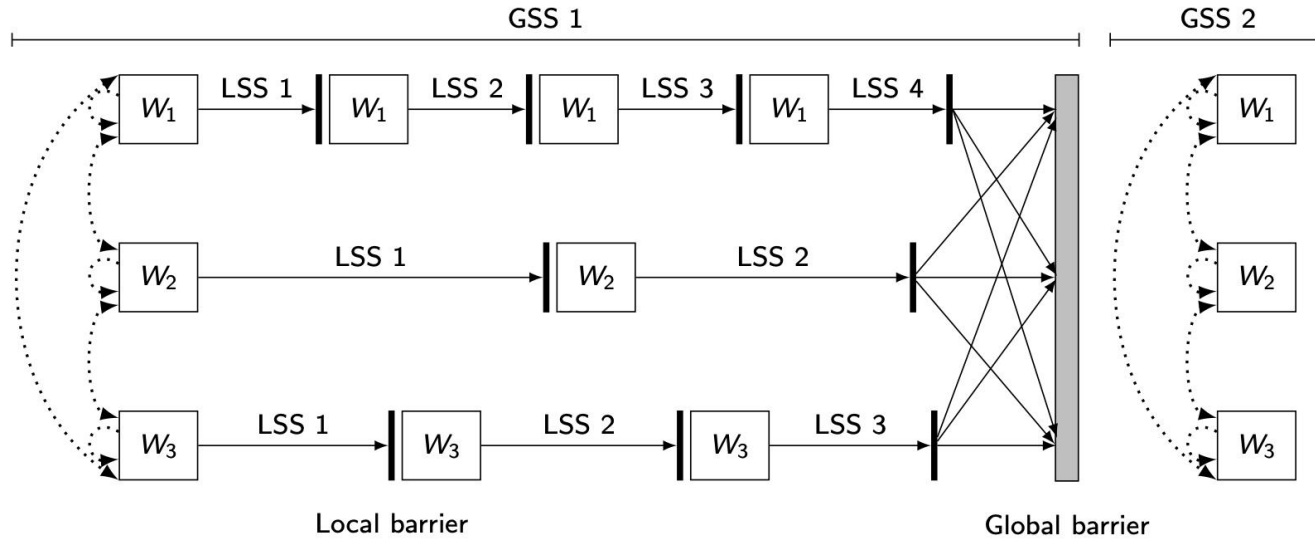 GSS 1
GSS 2
W₁ LSS 1 W₁ LSS 2 W₁ LSS 3 W₁ LSS 4 W₁
W₂ LSS 1 W₂ LSS 2 W₂
W₃ LSS 1 W₃ LSS 2 W₃ LSS 3 W₃
Local barrier
Global barrier